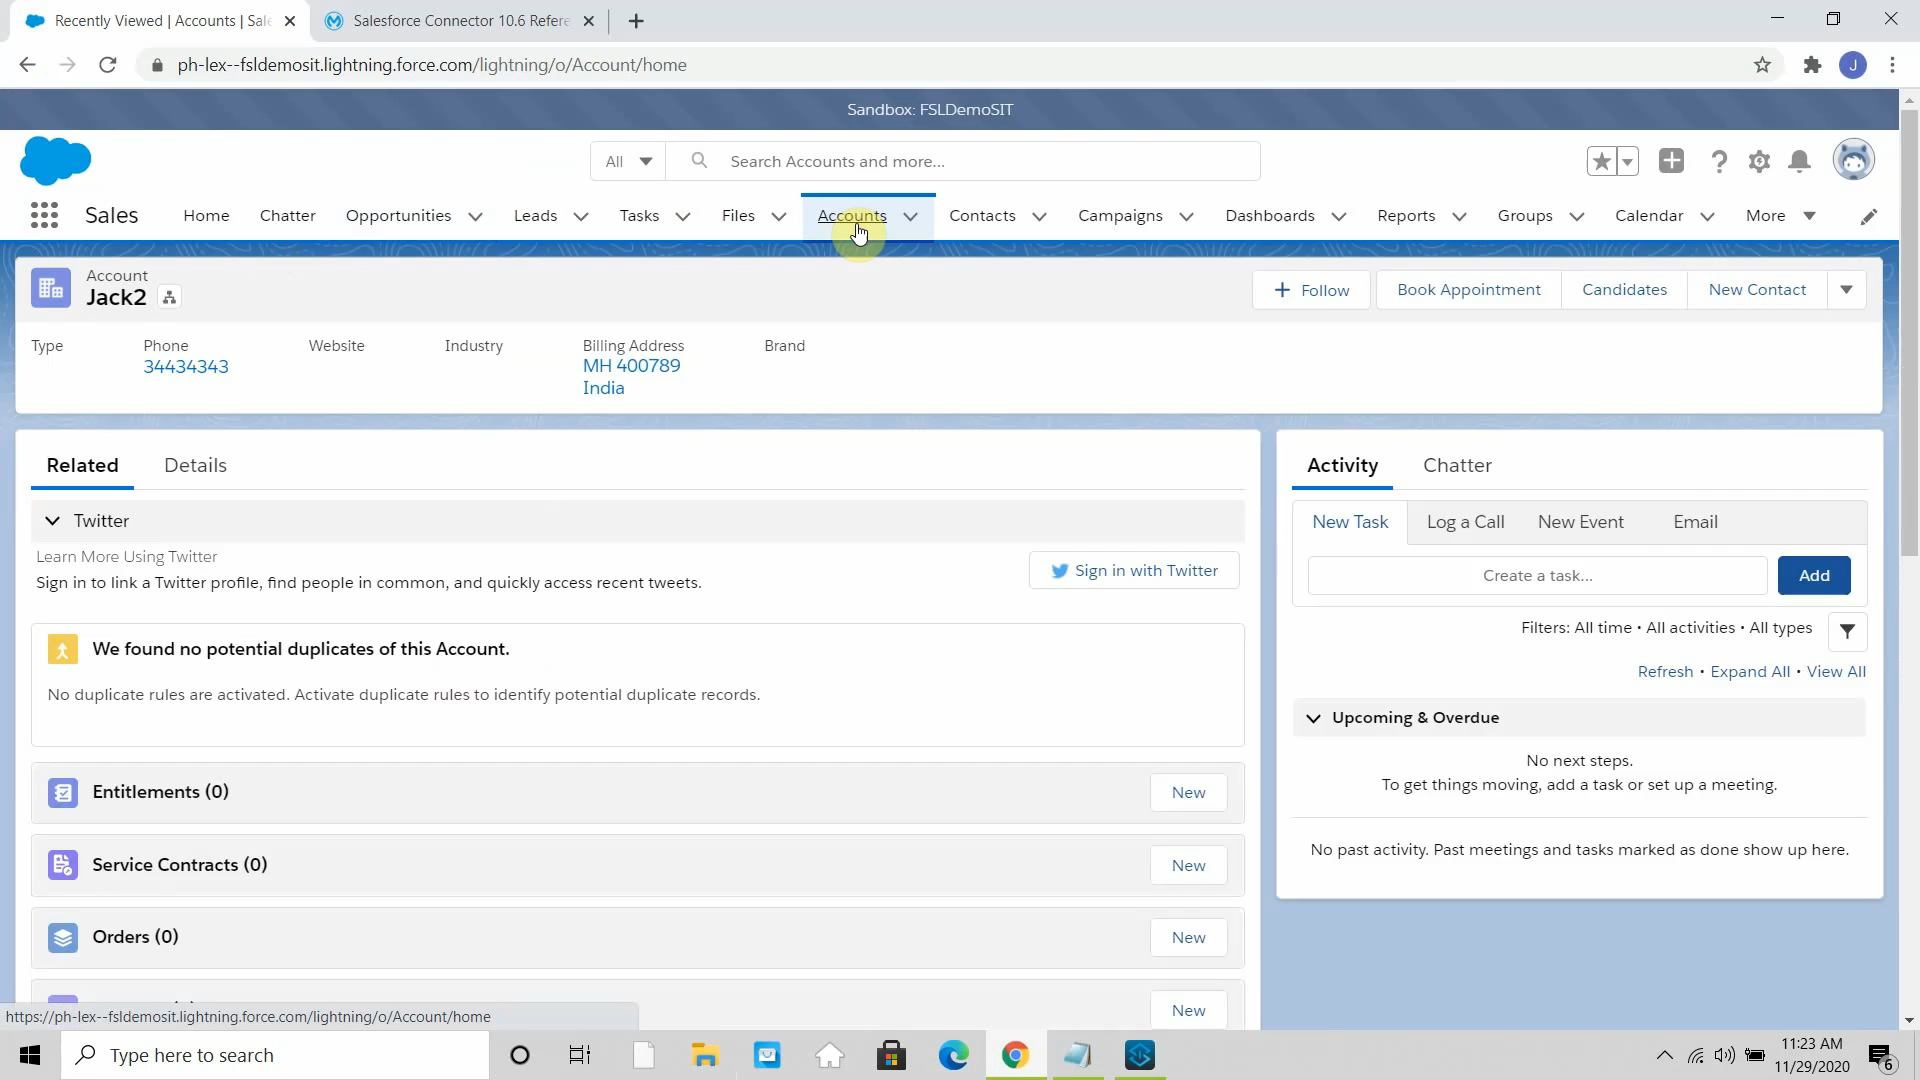 Recently Viewed | Accounts | Sale
Salesforce Connector 10.6 Refere
ph-lex--fsldemosit.lightning.force.com/lightning/o/Account/home
J
Sandbox: FSLDemoSIT
All
Search Accounts and more...
Sales
Home
Chatter
Opportunities
Leads
Tasks
Files
Accounts
Contacts
Campaigns
Dashboards
Reports
Groups
Calendar
More
Account
Jack2
Follow
Book Appointment
Candidates
New Contact
Type
Phone
Website
Industry
Billing Address
Brand
34434343
MH 400789
India
Related
Details
Twitter
Learn More Using Twitter
Sign in to link a Twitter profile, find people in common, and quickly access recent tweets.
Sign in with Twitter
We found no potential duplicates of this Account.
No duplicate rules are activated. Activate duplicate rules to identify potential duplicate records.
Entitlements (0)
New
Service Contracts (0)
New
Orders (0)
New
New
Activity
Chatter
New Task
Log a Call
New Event
Email
Create a task...
Add
Filters: All time • All activities • All types
Refresh • Expand All • View All
Upcoming & Overdue
No next steps.
To get things moving, add a task or set up a meeting.
No past activity. Past meetings and tasks marked as done show up here.
https://ph-lex--fsldemosit.lightning.force.com/lightning/o/Account/home
Type here to search
11:23 AM
11/29/2020
6